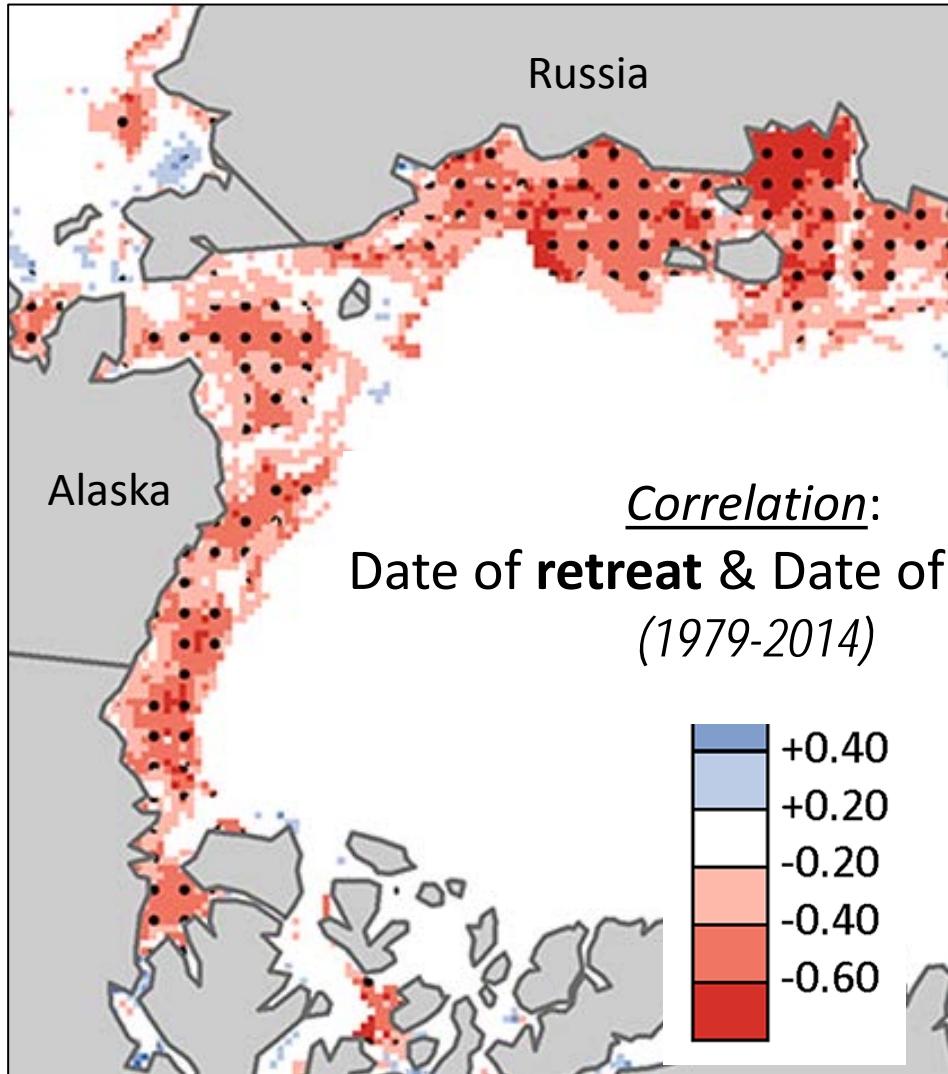 Russia
Alaska
Correlation:
Date of retreat & Date of
(1979-2014)
+0.40
+0.20
-0.20
-0.40
-0.60